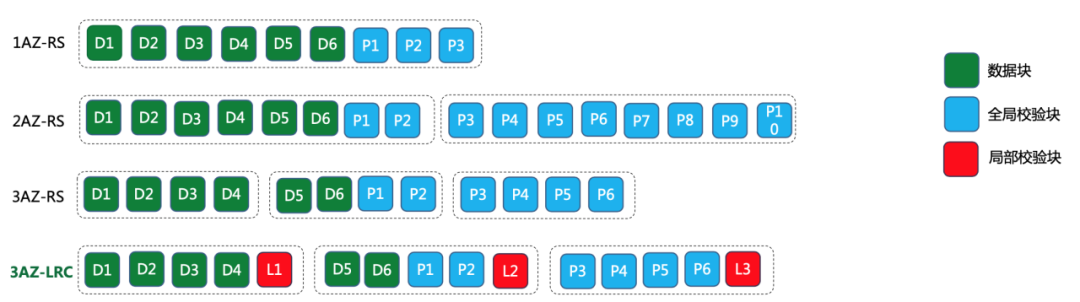 1AZ-RS D1 D2 D3 D4 D5 D6 P1 P2 P3
2AZ-RS D1 D2 D3 D4 D5 D6 P1 P2 P3 P4 P5 P6 P7 P8 P9 P10
3AZ-RS D1 D2 D3 D4 D5 D6 P1 P2 P3 P4 P5 P6
3AZ-LRC D1 D2 D3 D4 L1 D5 D6 P1 P2 L2 P3 P4 P5 P6 L3
数据块
全局校验块
局部校验块